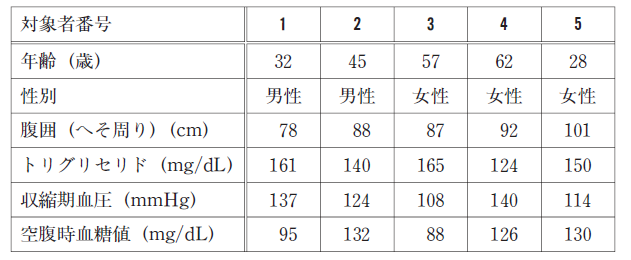 対象者番号 1 2 3 4 5
年齢（歳） 32 45 57 62 28
性別 男性 男性 女性 女性 女性
腹囲（へそ周り）(cm) 78 88 87 92 101
トリグリセリド（mg/dL） 161 140 165 124 150
収縮期血圧（mmHg） 137 124 108 140 114
空腹時血糖値（mg/dL） 95 132 88 126 130